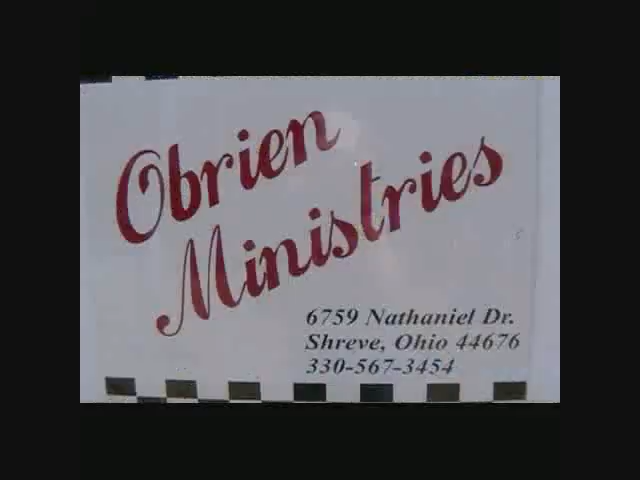 Obrien
Ministries
6759 Nathaniel Dr.
Shreve, Ohio 44676
330-567-3454